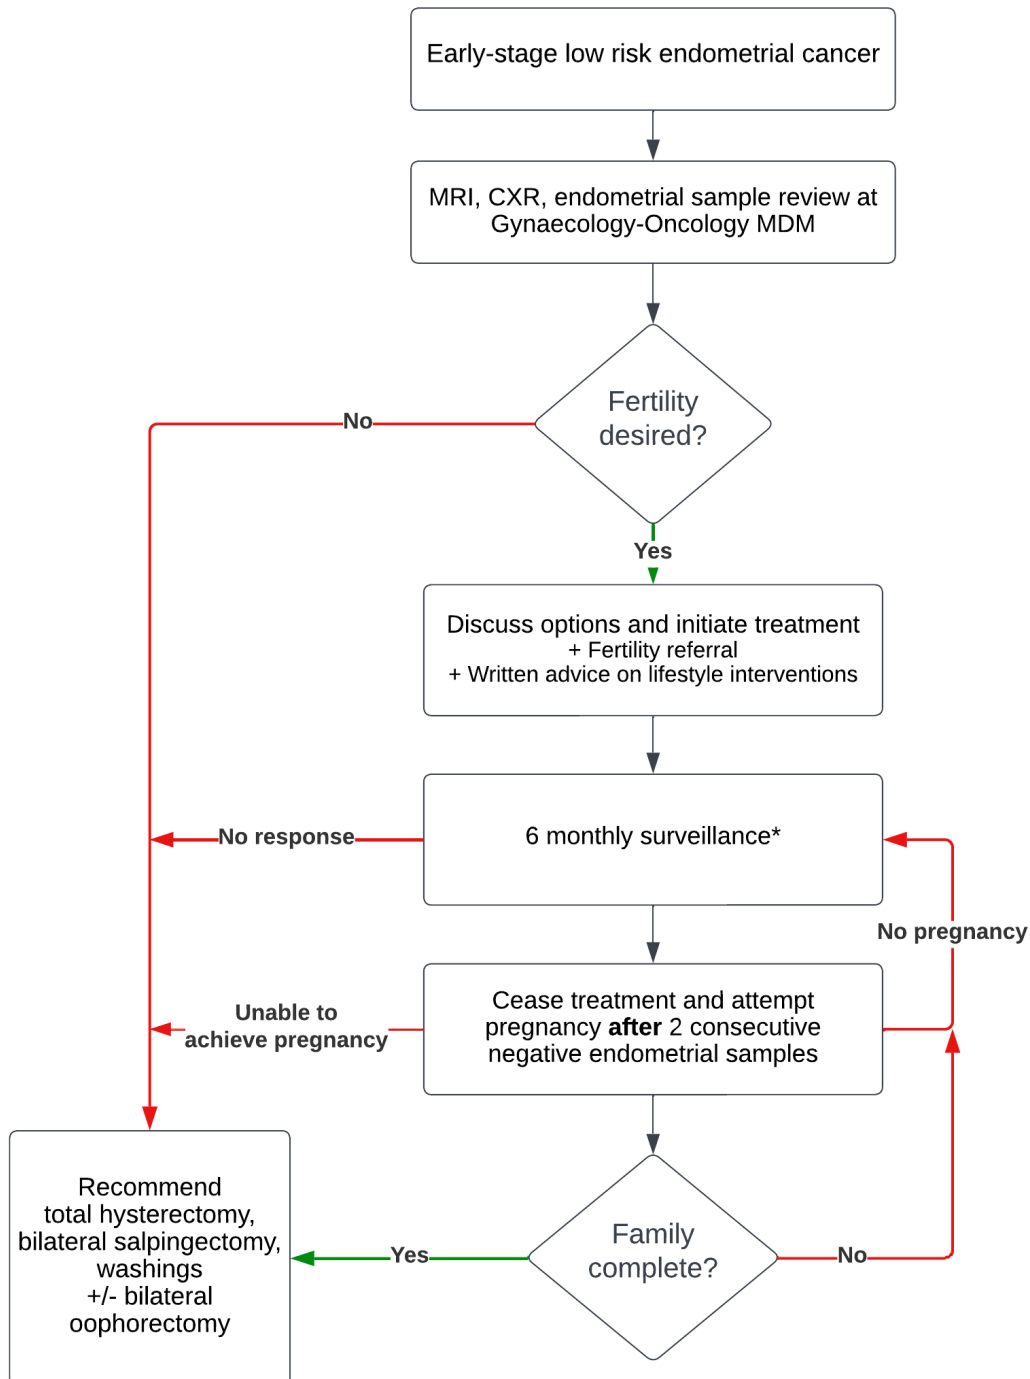 Early-stage low risk endometrial cancer
MRI, CXR, endometrial sample review at
Gynaecology-Oncology MDM
Fertility
desired?
No
Yes
Discuss options and initiate treatment
+ Fertility referral
+ Written advice on lifestyle interventions
6 monthly surveillance*
No response
No pregnancy
Cease treatment and attempt
pregnancy after 2 consecutive
negative endometrial samples
Unable to
achieve pregnancy
Family
complete?
Yes
No
Recommend
total hysterectomy,
bilateral salpingectomy,
washings
+/- bilateral
oophorectomy